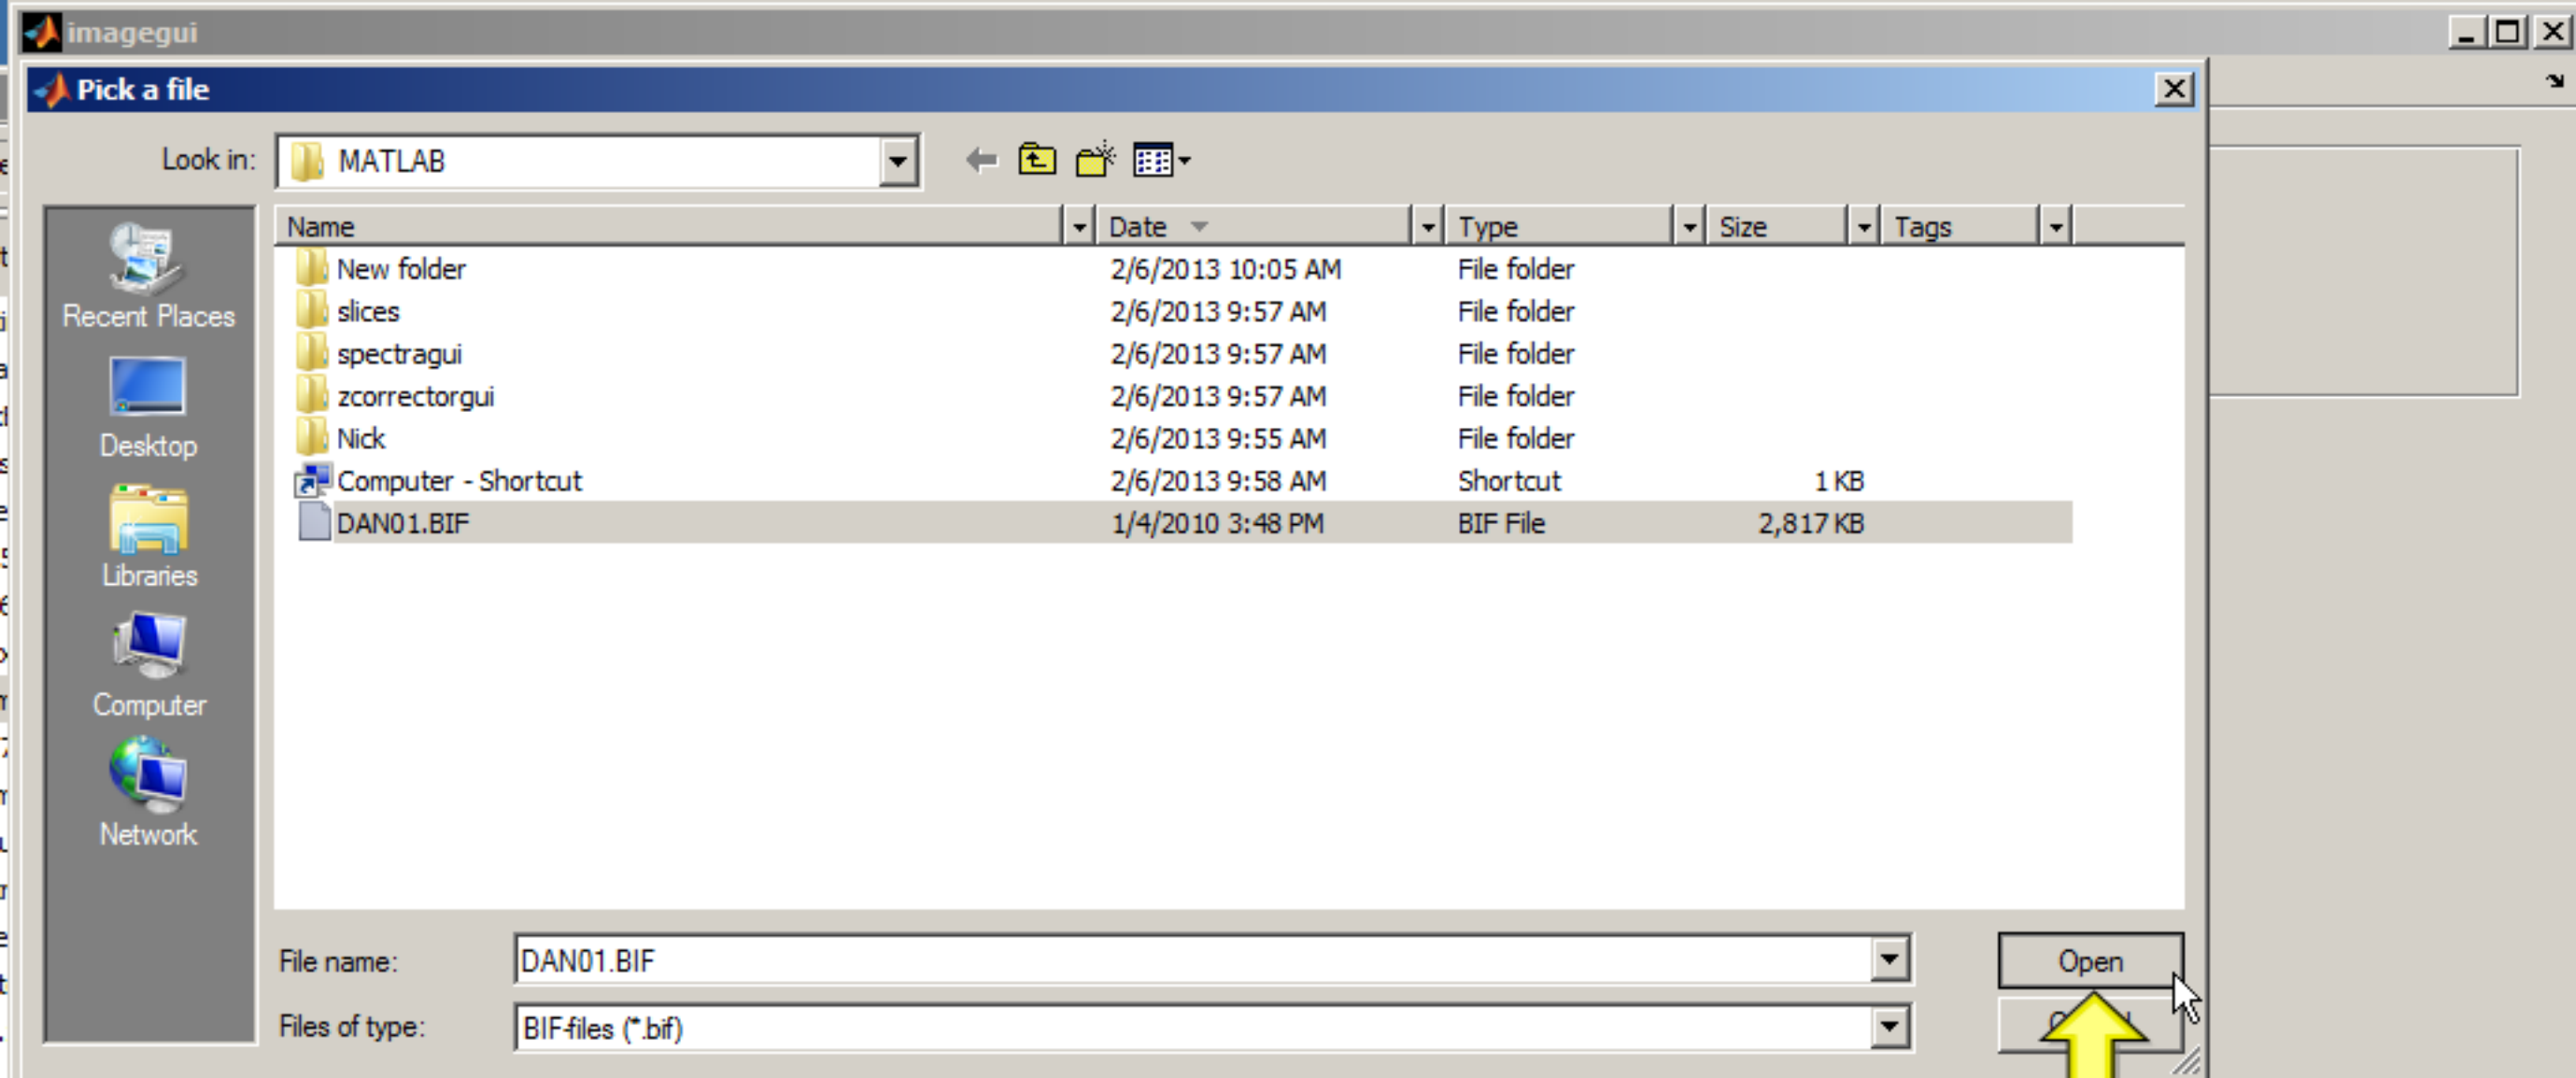 imagegui
Pick a file
Look in: MATLAB
Name Date Type Size Tags
New folder 2/6/2013 10:05 AM File folder
slices 2/6/2013 9:57 AM File folder
spectragui 2/6/2013 9:57 AM File folder
zcorrectorgui 2/6/2013 9:57 AM File folder
Nick 2/6/2013 9:55 AM File folder
Computer - Shortcut 2/6/2013 9:58 AM Shortcut 1 KB
DAN01.BIF 1/4/2010 3:48 PM BIF File 2,817 KB
Recent Places
Desktop
Libraries
Computer
Network
File name: DAN01.BIF Open
Files of type: BIF-files (*.bif)